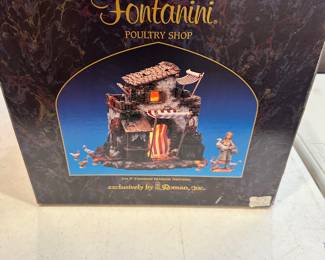 Fontanini®
POULTRY SHOP
exclusively by Roman, Inc.